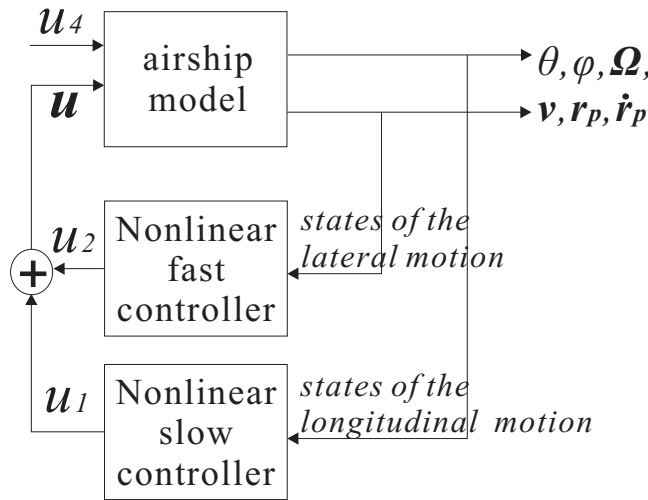 u4
airship
model
θ, φ, Ω,
u
v, rₚ, ṙₚ
u2
Nonlinear
fast
controller
states of the
lateral motion
+
u1
Nonlinear
slow
controller
states of the
longitudinal motion